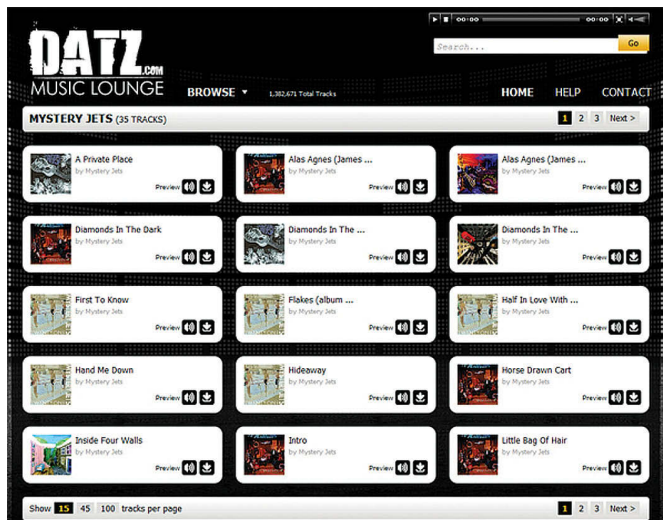 00:00 00:00
Search... Go
DATZ.COM
MUSIC LOUNGE
BROWSE 1,382,671 Total Tracks HOME HELP CONTACT
MYSTERY JETS (35 TRACKS) 1 2 3 Next >
A Private Place
by Mystery Jets
Preview
Alas Agnes (James ...
by Mystery Jets
Preview
Alas Agnes (James ...
by Mystery Jets
Preview
Diamonds In The Dark
by Mystery Jets
Preview
Diamonds In The ...
by Mystery Jets
Preview
Diamonds In The ...
by Mystery Jets
Preview
First To Know
by Mystery Jets
Preview
Flakes (album ...
by Mystery Jets
Preview
Half In Love With ...
by Mystery Jets
Preview
Hand Me Down
by Mystery Jets
Preview
Hideaway
by Mystery Jets
Preview
Horse Drawn Cart
by Mystery Jets
Preview
Inside Four Walls
by Mystery Jets
Preview
Intro
by Mystery Jets
Preview
Little Bag Of Hair
by Mystery Jets
Preview
Show 15 45 100 tracks per page 1 2 3 Next >